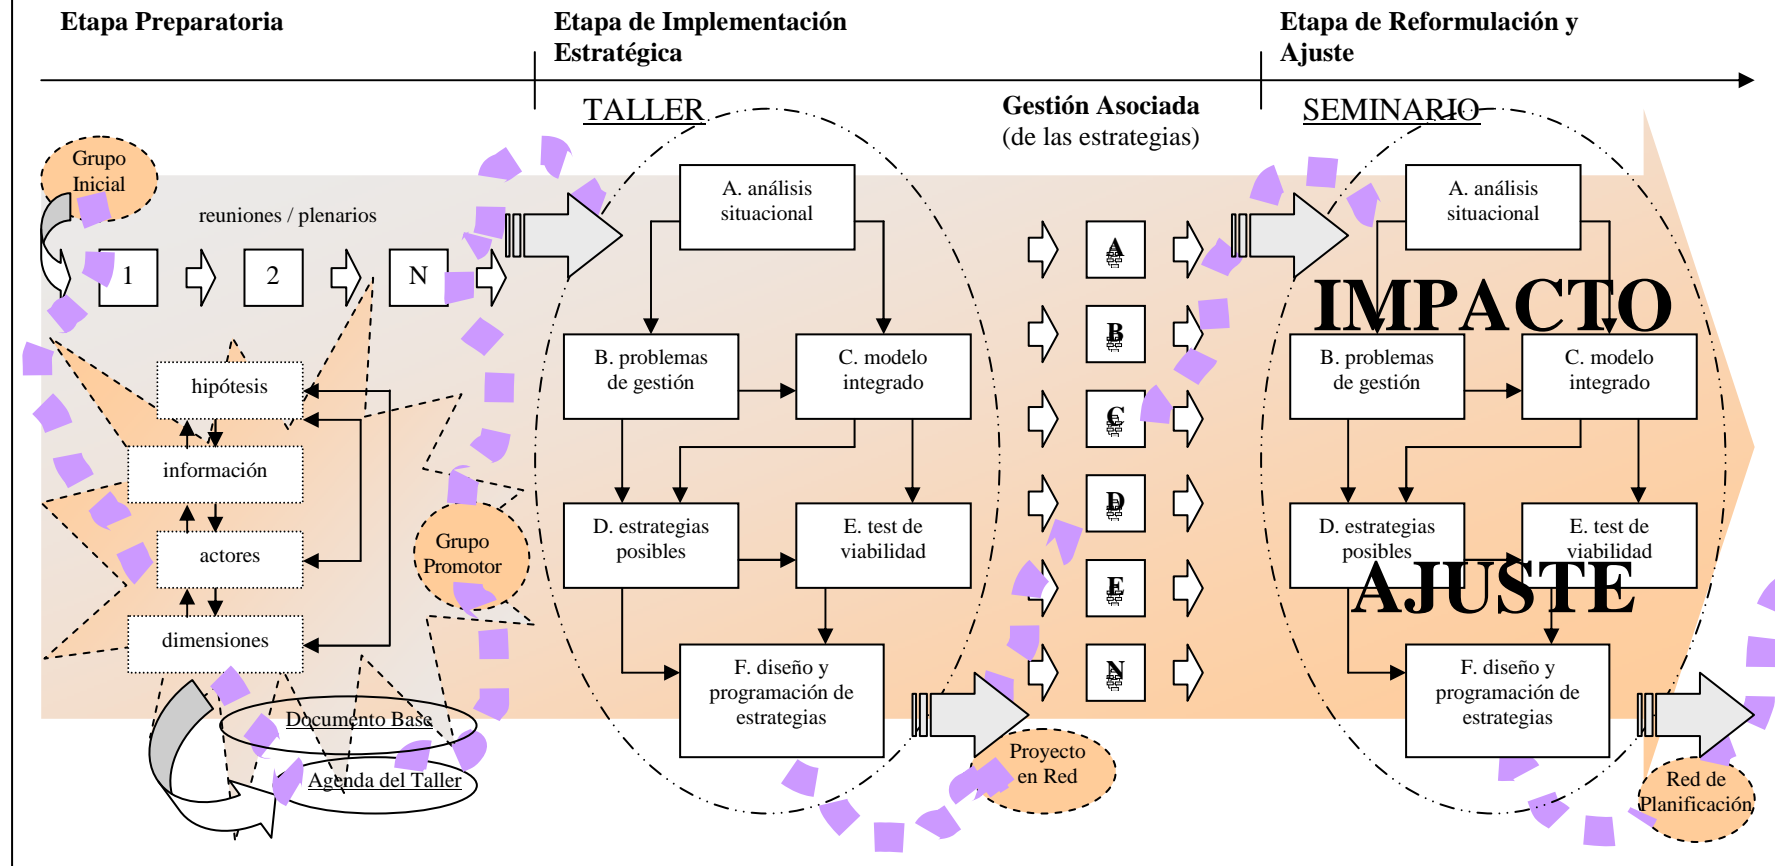 Etapa Preparatoria
Etapa de Implementación
Estratégica
Etapa de Reformulación y
Ajuste
TALLER
Gestión Asociada
(de las estrategias)
SEMINARIO
Grupo
Inicial
reuniones / plenarios
1
2
N
hipótesis
información
actores
dimensiones
Grupo
Promotor
Documento Base
Agenda del Taller
A. análisis
situacional
B. problemas
de gestión
C. modelo
integrado
D. estrategias
posibles
E. test de
viabilidad
F. diseño y
programación de
estrategias
Proyecto
en Red
A
B
C
D
E
N
A. análisis
situacional
IMPACTO
B. problemas
de gestión
C. modelo
integrado
D. estrategias
posibles
E. test de
viabilidad
AJUSTE
F. diseño y
programación de
estrategias
Red de
Planificación